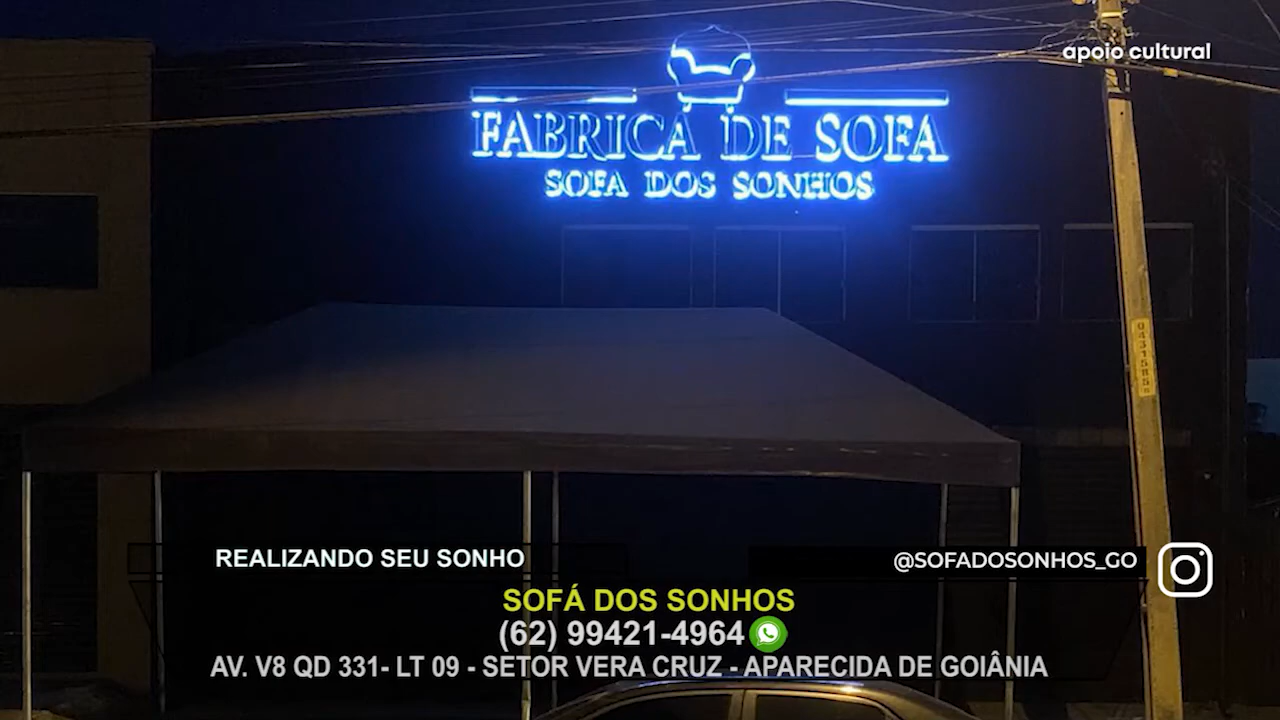 apoio cultural
FABRICA DE SOFA
SOFA DOS SONHOS
REALIZANDO SEU SONHO
@SOFADOSONHOS_GO
SOFÁ DOS SONHOS
(62) 99421-4964
AV. V8 QD 331- LT 09 - SETOR VERA CRUZ - APARECIDA DE GOIÂNIA